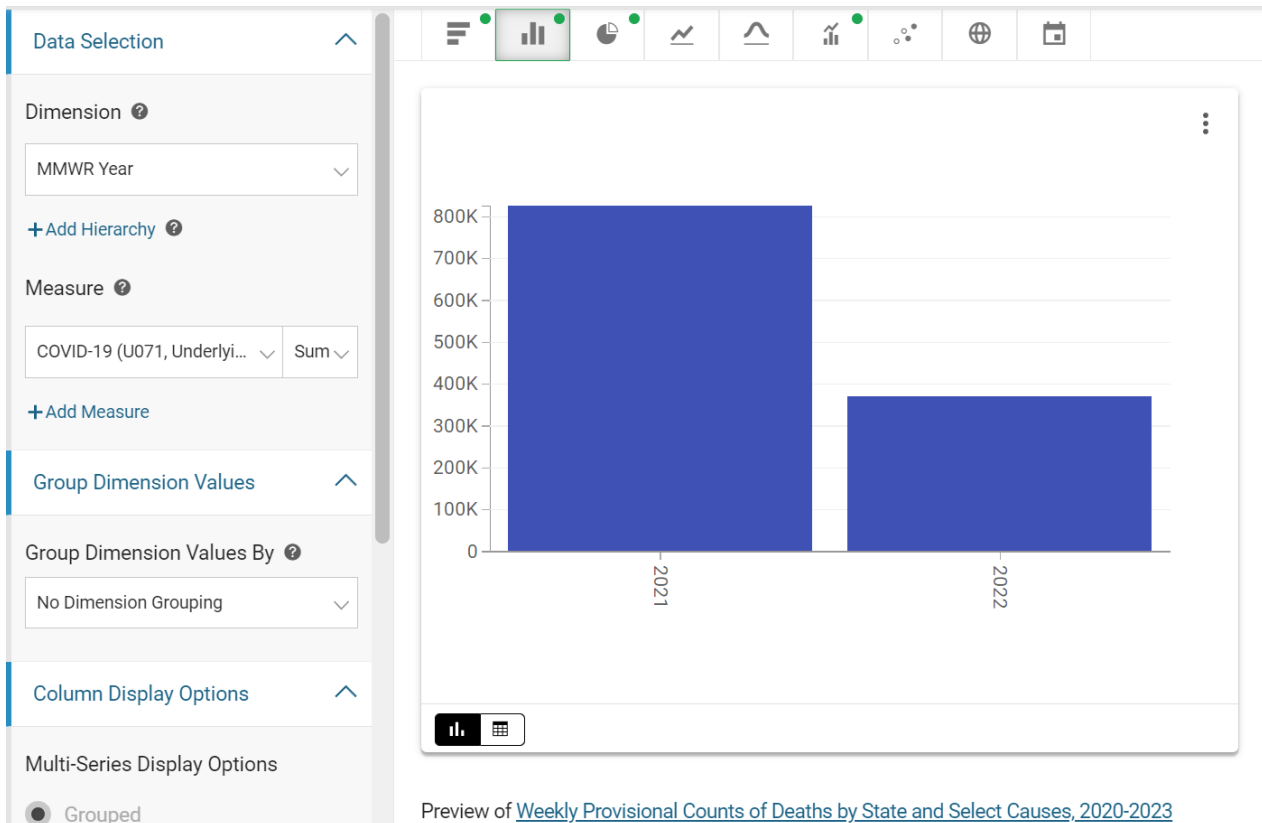 Data Selection
Dimension
MMWR Year
+Add Hierarchy
Measure
COVID-19 (U071, Underlyi... Sum
+Add Measure
Group Dimension Values
Group Dimension Values By
No Dimension Grouping
Column Display Options
Multi-Series Display Options
Grouped
800K
700K
600K
500K
400K
300K
200K
100K
0
2021
2022
Preview of Weekly Provisional Counts of Deaths by State and Select Causes, 2020-2023